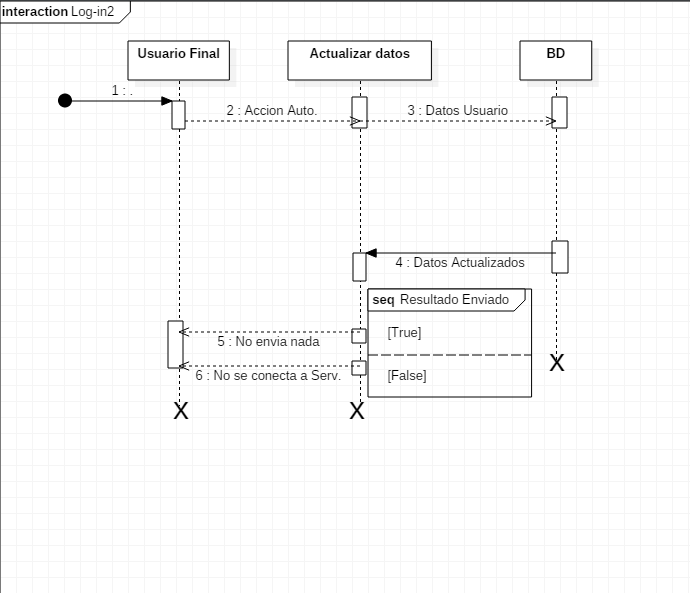 interaction Log-in2
Usuario Final
Actualizar datos
BD
1 : .
2 : Accion Auto.
3 : Datos Usuario
4 : Datos Actualizados
seq Resultado Enviado
[True]
5 : No envia nada
6 : No se conecta a Serv.
[False]